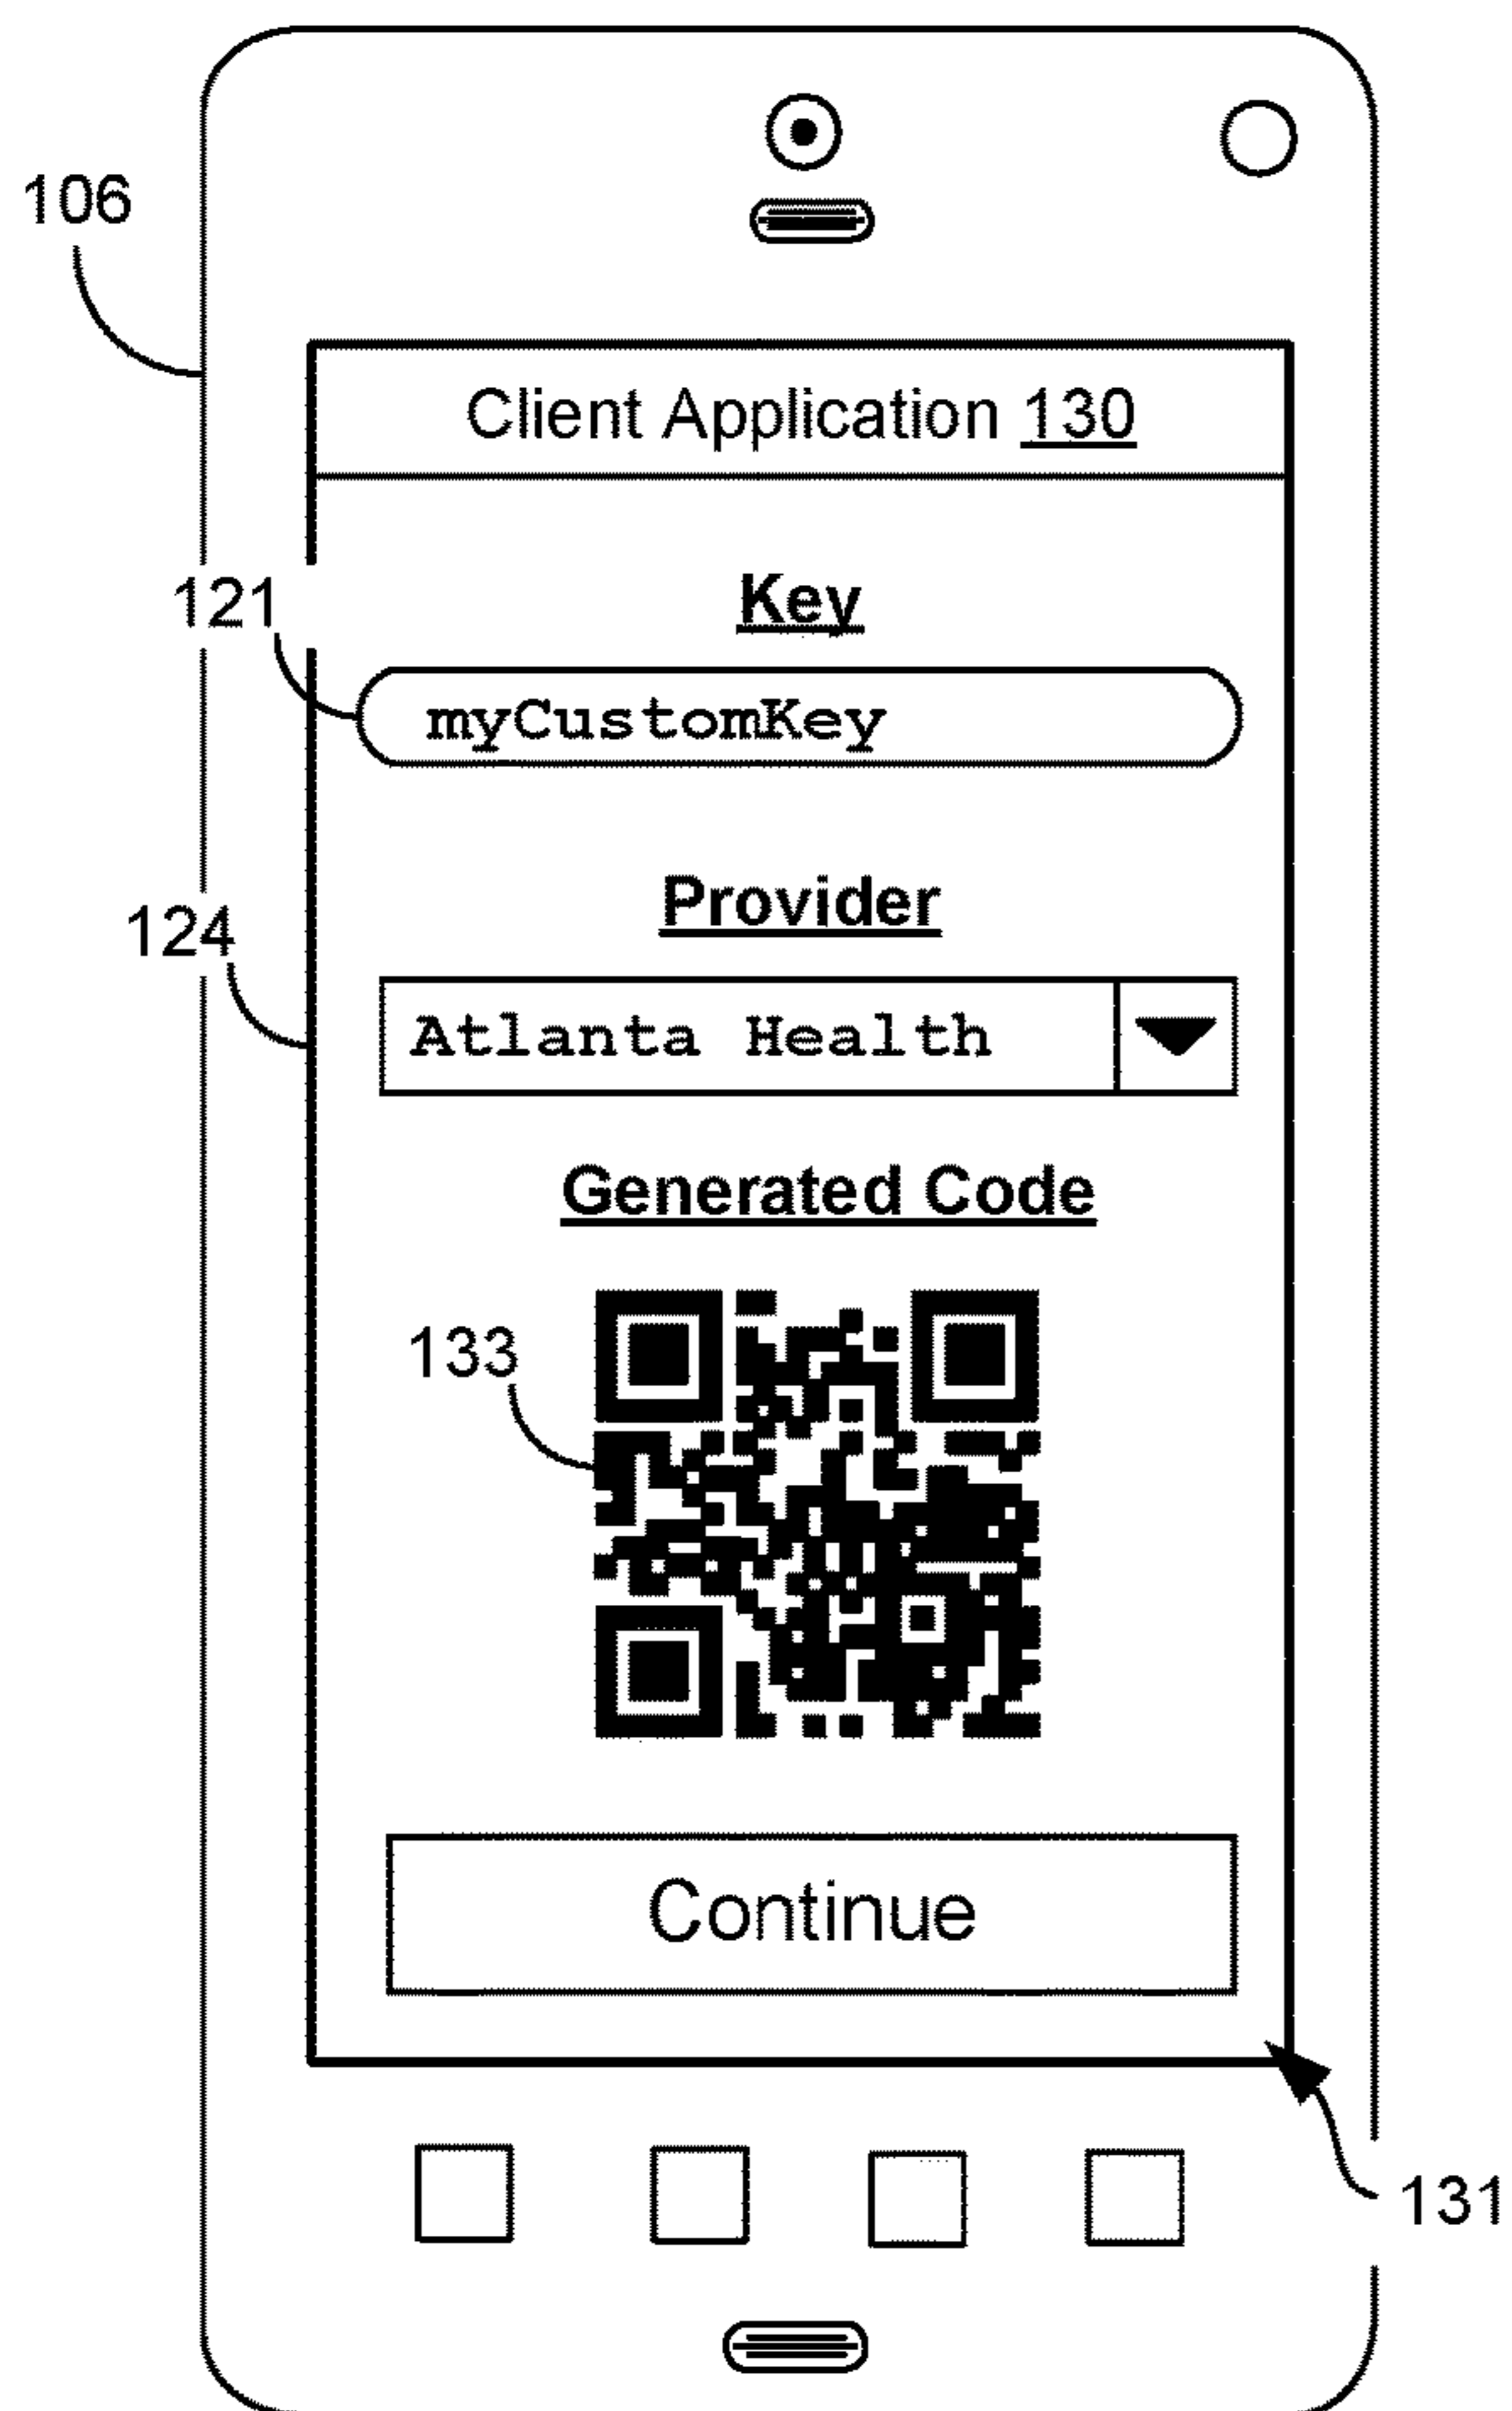 106
Client Application 130
121
Key
myCustomKey
124
Provider
Atlanta Health
Generated Code
133
Continue
131